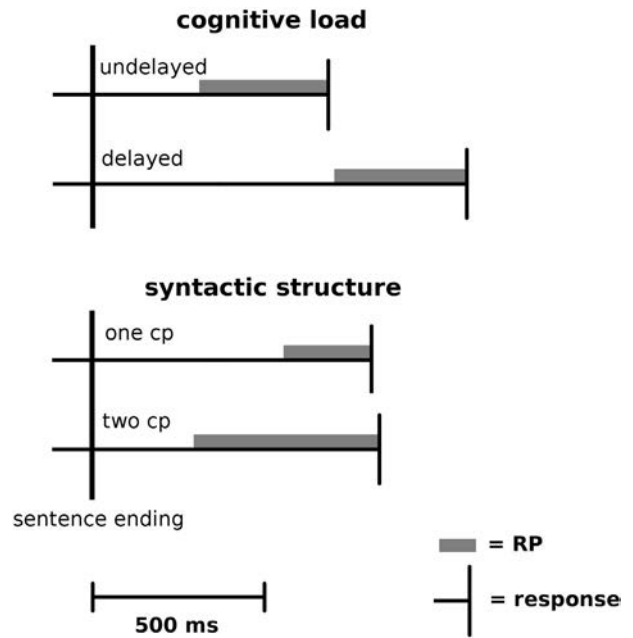 cognitive load
undelayed
delayed
syntactic structure
one cp
two cp
sentence ending
= RP
= response
500 ms